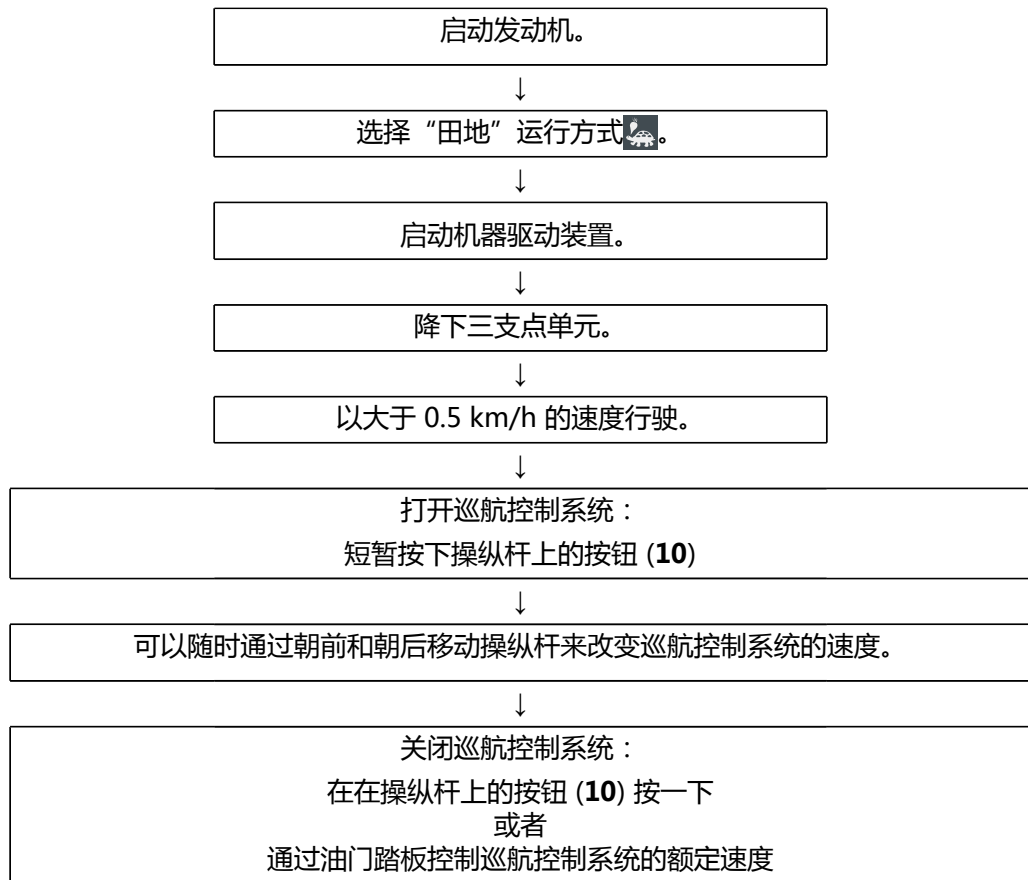 启动发动机。
↓
选择“田地”运行方式。
↓
启动机器驱动装置。
↓
降下三支点单元。
↓
以大于 0.5 km/h 的速度行驶。
↓
打开巡航控制系统：
短暂按下操纵杆上的按钮 (10)
↓
可以随时通过朝前和朝后移动操纵杆来改变巡航控制系统的速度。
↓
关闭巡航控制系统：
在在操纵杆上的按钮 (10) 按一下
或者
通过油门踏板控制巡航控制系统的额定速度